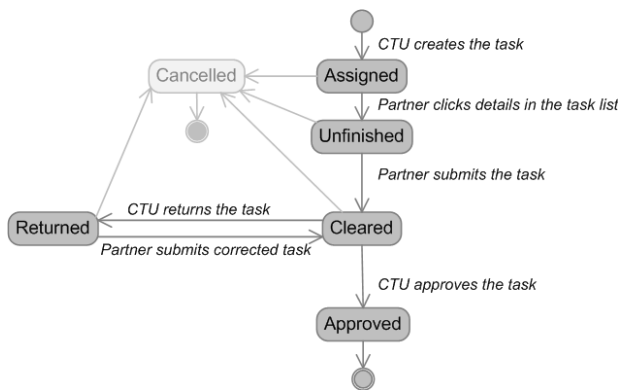 CTU creates the task
Cancelled
Assigned
Partner clicks details in the task list
Unfinished
Partner submits the task
CTU returns the task
Returned
Cleared
Partner submits corrected task
CTU approves the task
Approved